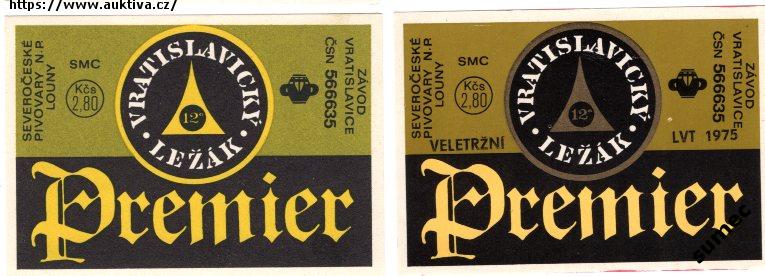 https://www.auktiva.cz/
SEVEROČESKÉ
PIVOVARY N.P.
LOUNY
SMC
Kčs
2,80
VRATISLAVICKÝ
12°
· LEŽÁK ·
ZÁVOD
VRATISLAVICE
ČSN 566635
Premier
SEVEROČESKÉ
PIVOVARY N.P.
LOUNY
SMC
Kčs
2,80
VELETRŽNÍ
VRATISLAVICKÝ
12°
· LEŽÁK ·
ZÁVOD
VRATISLAVICE
ČSN 566635
LVT 1975
Premier
sumec